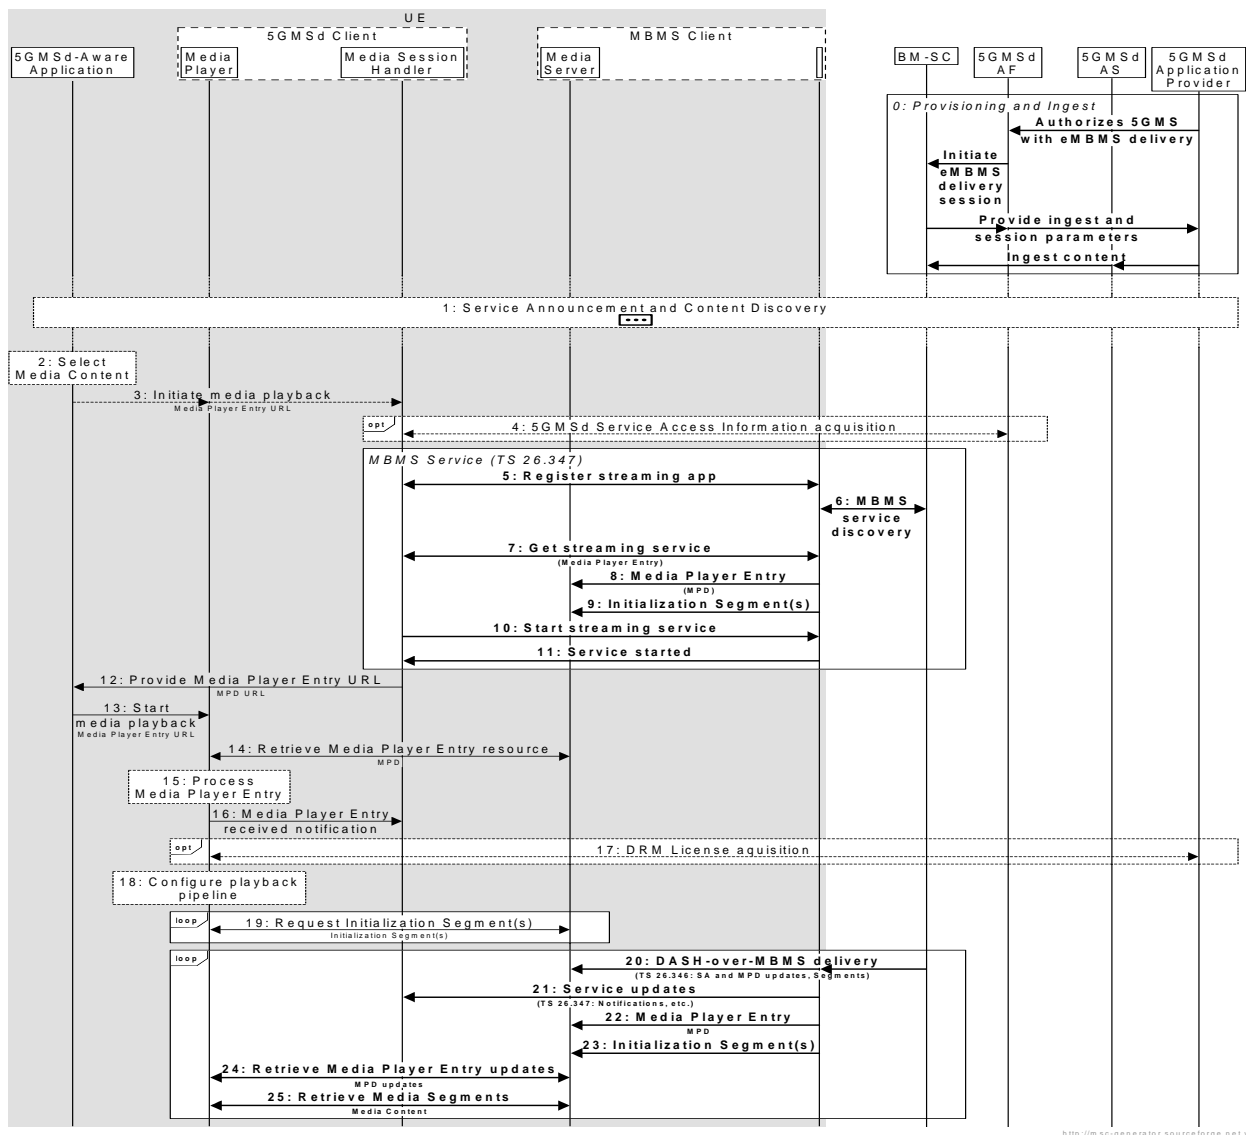 UE
5GMSd Client
MBMS Client
5GMSd-Aware
Application
Media
Player
Media Session
Handler
Media
Server
BM-SC
5GMSd
AF
5GMSd
AS
5GMSd
Application
Provider
0: Provisioning and Ingest
Authorizes 5GMS
with eMBMS delivery
Initiate
eMBMS
delivery
session
Provide ingest and
session parameters
Ingest content
1: Service Announcement and Content Discovery
2: Select
Media Content
3: Initiate media playback
Media Player Entry URL
opt
4: 5GMSd Service Access Information acquisition
MBMS Service (TS 26.347)
5: Register streaming app
6: MBMS
service
discovery
7: Get streaming service
(Media Player Entry)
8: Media Player Entry
(MPD)
9: Initialization Segment(s)
10: Start streaming service
11: Service started
12: Provide Media Player Entry URL
MPD URL
13: Start
media playback
Media Player Entry URL
14: Retrieve Media Player Entry resource
MPD
15: Process
Media Player Entry
16: Media Player Entry
received notification
opt
17: DRM License aquisition
18: Configure playback
pipeline
loop
19: Request Initialization Segment(s)
Initialization Segment(s)
loop
20: DASH-over-MBMS delivery
(TS 26.346: SA and MPD updates, Segments)
21: Service updates
(TS 26.347: Notifications, etc.)
22: Media Player Entry
MPD
23: Initialization Segment(s)
24: Retrieve Media Player Entry updates
MPD updates
25: Retrieve Media Segments
Media Content
http://msc-generator.sourceforge.net